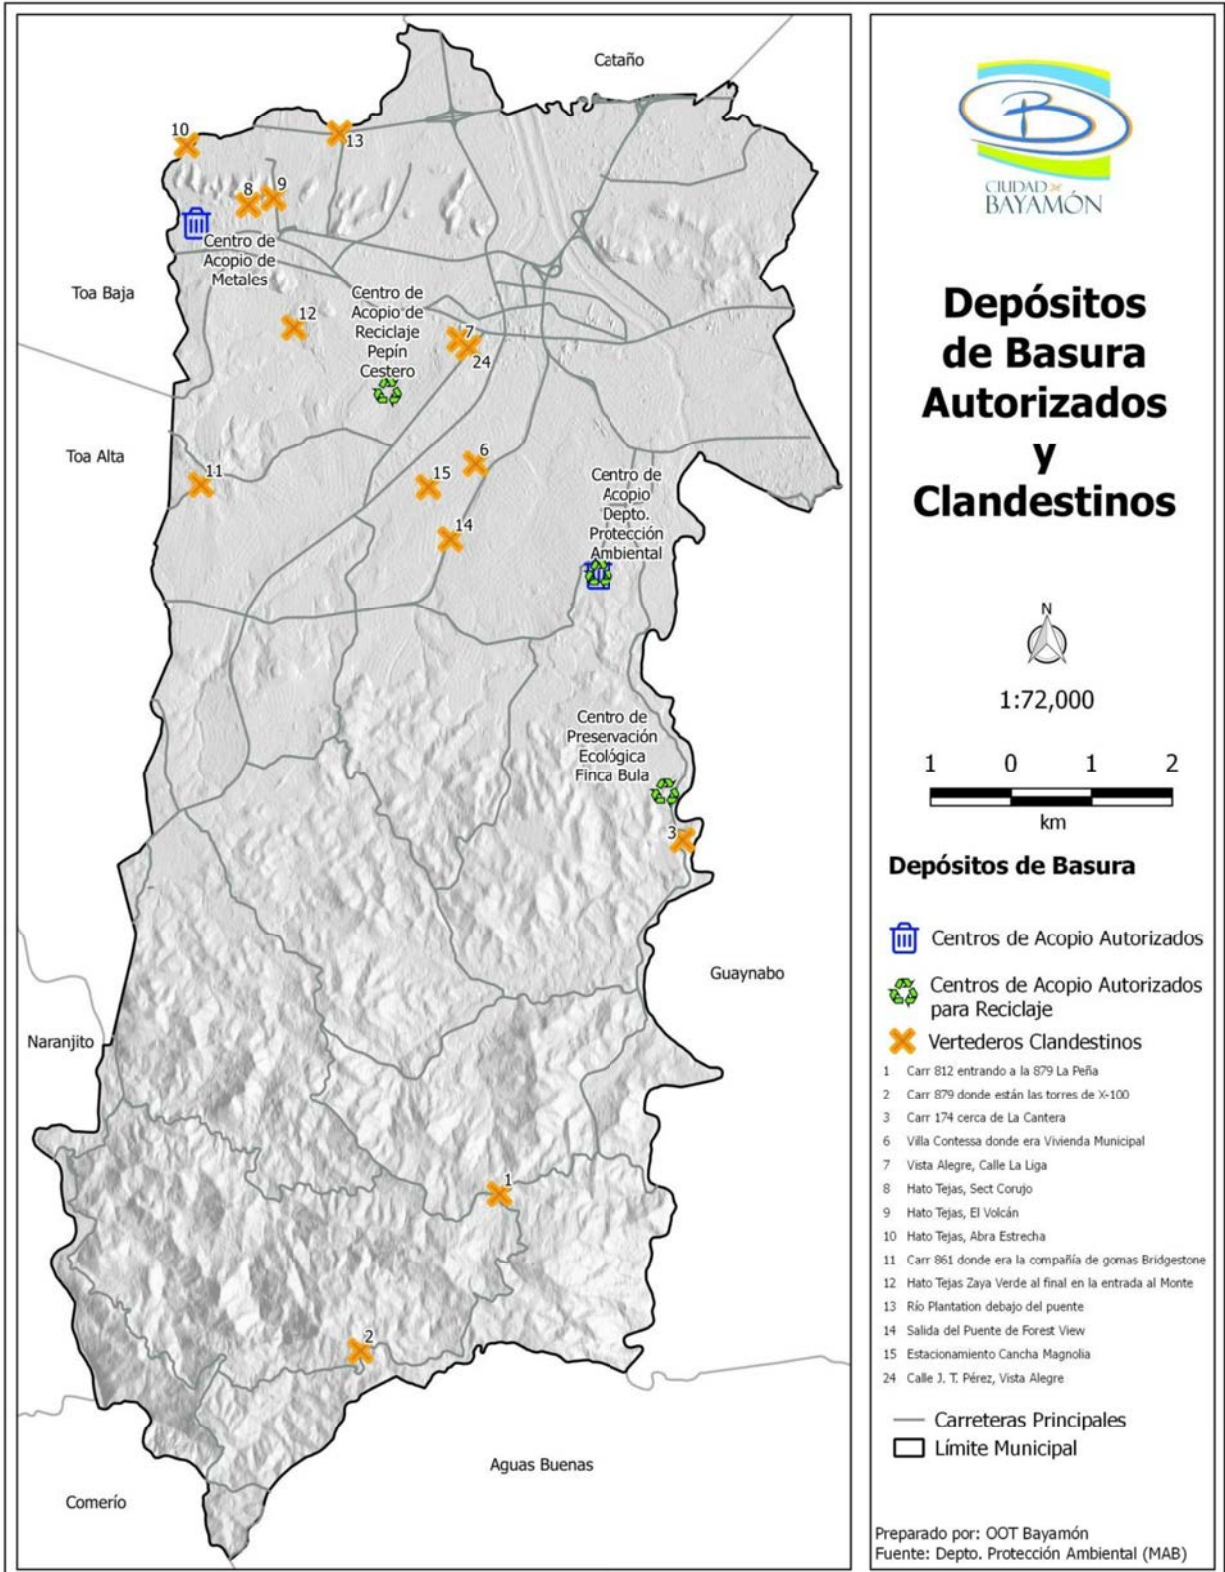 Cataño
10
13
8
9
Centro de
Acopio de
Metales
Toa Baja
12
Centro de
Acopio de
Reciclaje
Pepín
Cestero
7
24
Toa Alta
11
6
15
14
Centro de
Acopio
Depto.
Protección
Ambiental
Centro de
Preservación
Ecológica
Finca Bula
3
Guaynabo
Naranjito
1
2
Aguas Buenas
Comerío
B
CIUDAD DE
BAYAMÓN
Depósitos
de Basura
Autorizados
y
Clandestinos
N
1:72,000
1 0 1 2
km
Depósitos de Basura
Centros de Acopio Autorizados
Centros de Acopio Autorizados
para Reciclaje
Vertederos Clandestinos
1 Carr 812 entrando a la 879 La Peña
2 Carr 879 donde están las torres de X-100
3 Carr 174 cerca de La Cantera
6 Villa Contessa donde era Vivienda Municipal
7 Vista Alegre, Calle La Liga
8 Hato Tejas, Sect Corujo
9 Hato Tejas, El Volcán
10 Hato Tejas, Abra Estrecha
11 Carr 861 donde era la compañía de gomas Bridgestone
12 Hato Tejas Zaya Verde al final en la entrada al Monte
13 Río Plantation debajo del puente
14 Salida del Puente de Forest View
15 Estacionamiento Cancha Magnolia
24 Calle J. T. Pérez, Vista Alegre
Carreteras Principales
Límite Municipal
Preparado por: OOT Bayamón
Fuente: Depto. Protección Ambiental (MAB)